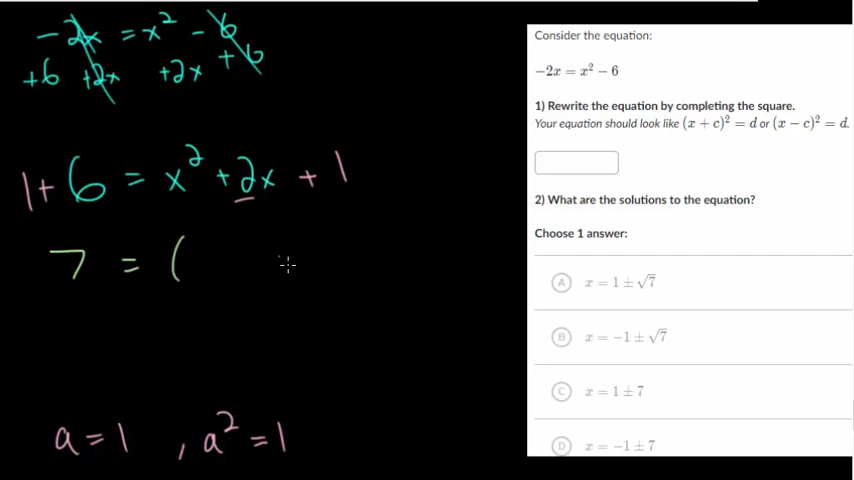 -2x = x² - 6
+6 +2x +2x +6
1 + 6 = x² + 2x + 1
7 = (
a = 1 , a² = 1
Consider the equation:
−2x = x² − 6
1) Rewrite the equation by completing the square.
Your equation should look like (x + c)² = d or (x − c)² = d.
2) What are the solutions to the equation?
Choose 1 answer:
A x = 1 ± √7
B x = −1 ± √7
C x = 1 ± 7
D x = −1 ± 7